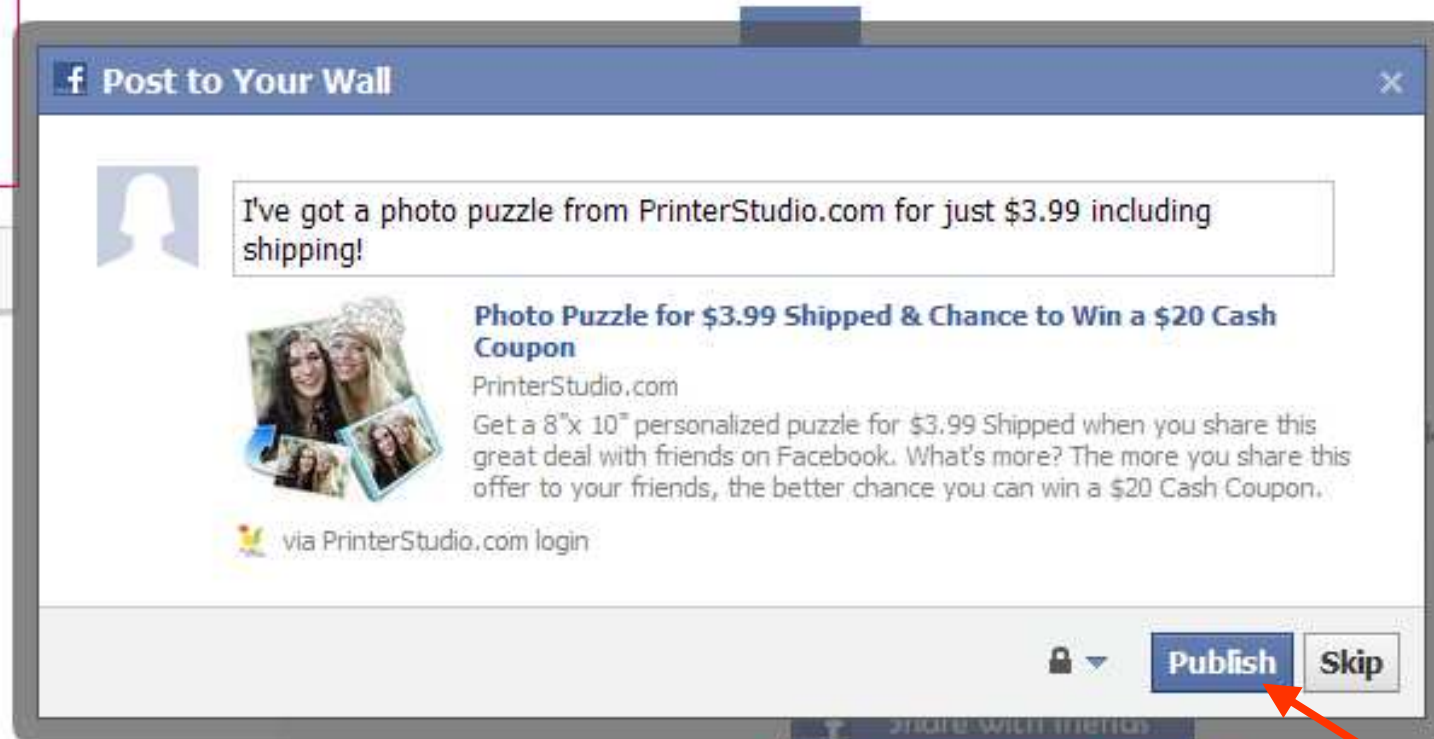 f Post to Your Wall
I've got a photo puzzle from PrinterStudio.com for just $3.99 including
shipping!
Photo Puzzle for $3.99 Shipped & Chance to Win a $20 Cash
Coupon
PrinterStudio.com
Get a 8"x 10" personalized puzzle for $3.99 Shipped when you share this
great deal with friends on Facebook. What's more? The more you share this
offer to your friends, the better chance you can win a $20 Cash Coupon.
via PrinterStudio.com login
Publish Skip
Share with friends